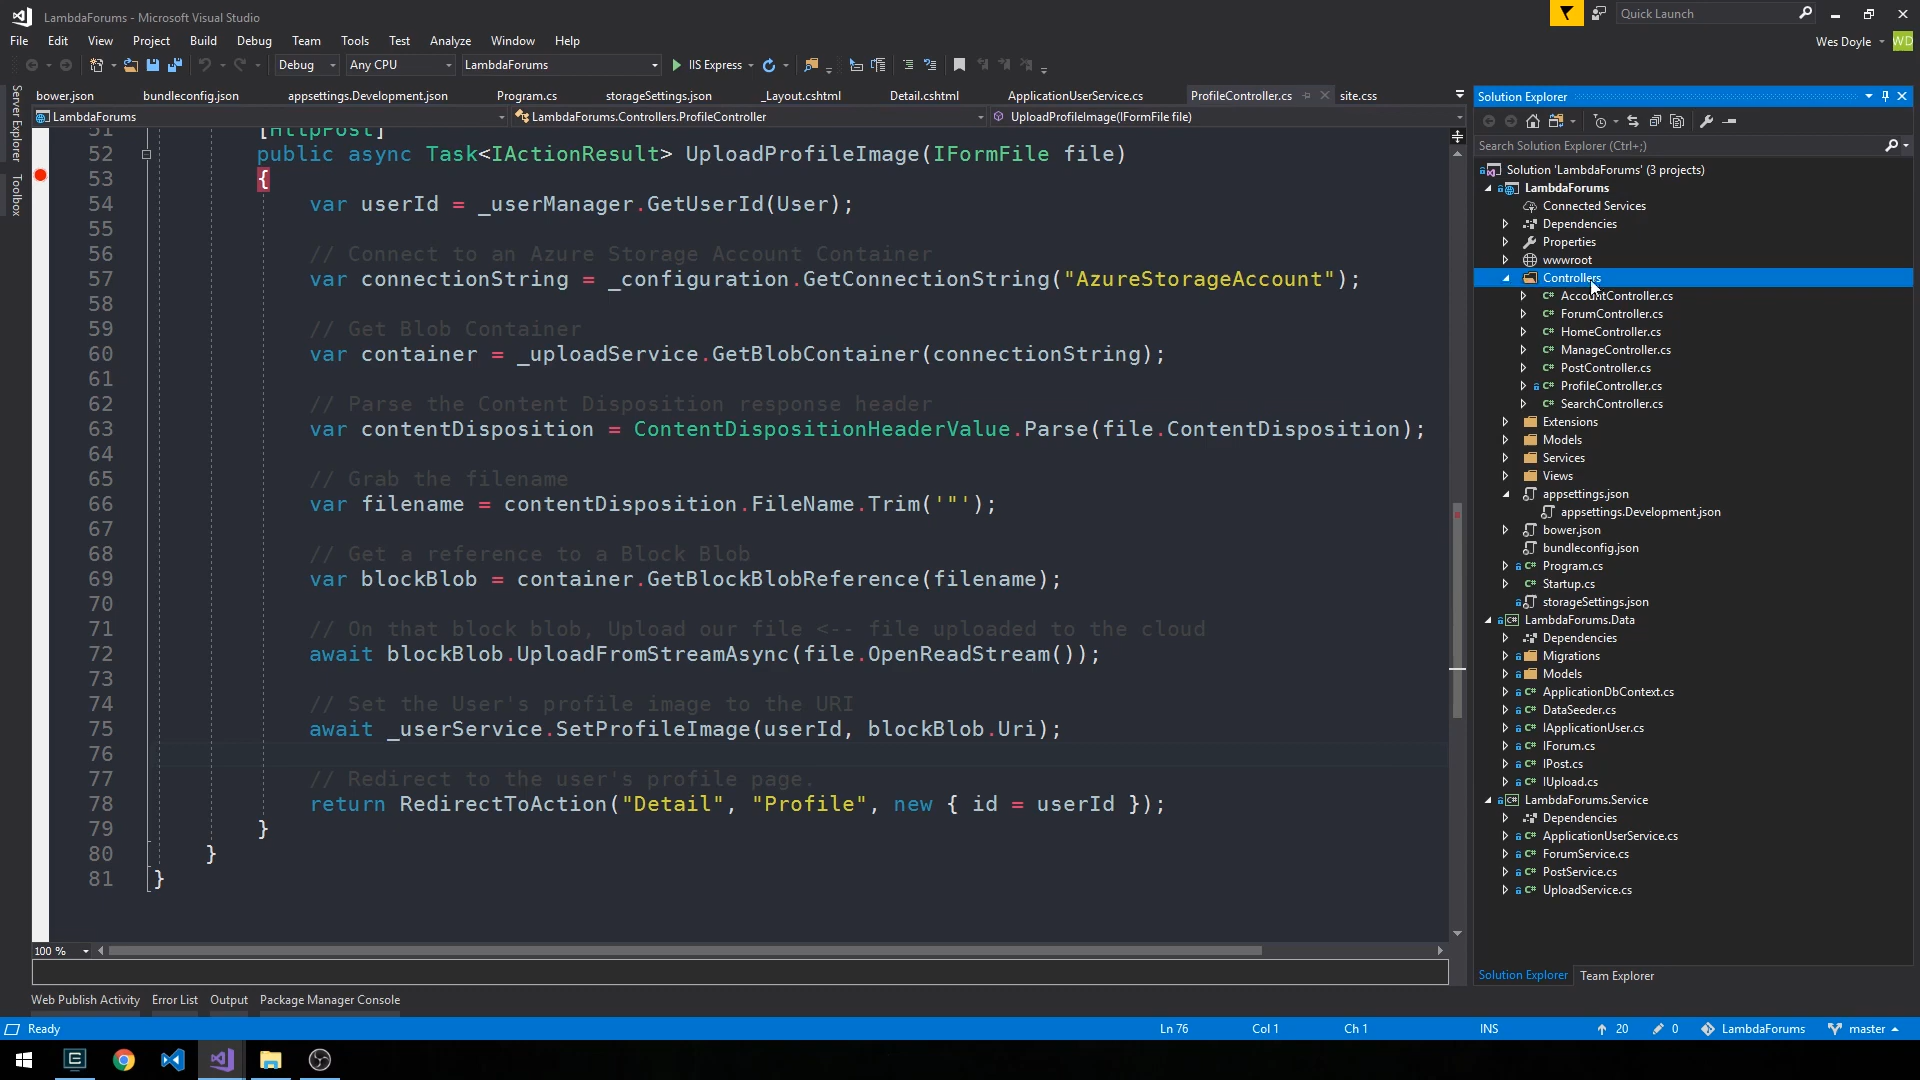 LambdaForums - Microsoft Visual Studio
Quick Launch
File Edit View Project Build Debug Team Tools Test Analyze Window Help
Wes Doyle WD
Debug Any CPU LambdaForums IIS Express
Server Explorer
Toolbox
bower.json bundleconfig.json appsettings.Development.json Program.cs storageSettings.json _Layout.cshtml Detail.cshtml ApplicationUserService.cs ProfileController.cs site.css
LambdaForums LambdaForums.Controllers.ProfileController UploadProfileImage(IFormFile file)
51 [HttpPost]
52 public async Task<IActionResult> UploadProfileImage(IFormFile file)
53 {
54 var userId = _userManager.GetUserId(User);
55
56 // Connect to an Azure Storage Account Container
57 var connectionString = _configuration.GetConnectionString("AzureStorageAccount");
58
59 // Get Blob Container
60 var container = _uploadService.GetBlobContainer(connectionString);
61
62 // Parse the Content Disposition response header
63 var contentDisposition = ContentDispositionHeaderValue.Parse(file.ContentDisposition);
64
65 // Grab the filename
66 var filename = contentDisposition.FileName.Trim('"');
67
68 // Get a reference to a Block Blob
69 var blockBlob = container.GetBlockBlobReference(filename);
70
71 // On that block blob, Upload our file <-- file uploaded to the cloud
72 await blockBlob.UploadFromStreamAsync(file.OpenReadStream());
73
74 // Set the User's profile image to the URI
75 await _userService.SetProfileImage(userId, blockBlob.Uri);
76
77 // Redirect to the user's profile page.
78 return RedirectToAction("Detail", "Profile", new { id = userId });
79 }
80 }
81 }
100 %
Solution Explorer
Search Solution Explorer (Ctrl+;)
Solution 'LambdaForums' (3 projects)
LambdaForums
Connected Services
Dependencies
Properties
wwwroot
Controllers
C# AccountController.cs
C# ForumController.cs
C# HomeController.cs
C# ManageController.cs
C# PostController.cs
C# ProfileController.cs
C# SearchController.cs
Extensions
Models
Services
Views
appsettings.json
appsettings.Development.json
bower.json
bundleconfig.json
C# Program.cs
C# Startup.cs
storageSettings.json
C# LambdaForums.Data
Dependencies
Migrations
Models
C# ApplicationDbContext.cs
C# DataSeeder.cs
C# IApplicationUser.cs
C# IForum.cs
C# IPost.cs
C# IUpload.cs
C# LambdaForums.Service
Dependencies
C# ApplicationUserService.cs
C# ForumService.cs
C# PostService.cs
C# UploadService.cs
Solution Explorer Team Explorer
Web Publish Activity Error List Output Package Manager Console
Ready Ln 76 Col 1 Ch 1 INS 20 0 LambdaForums master